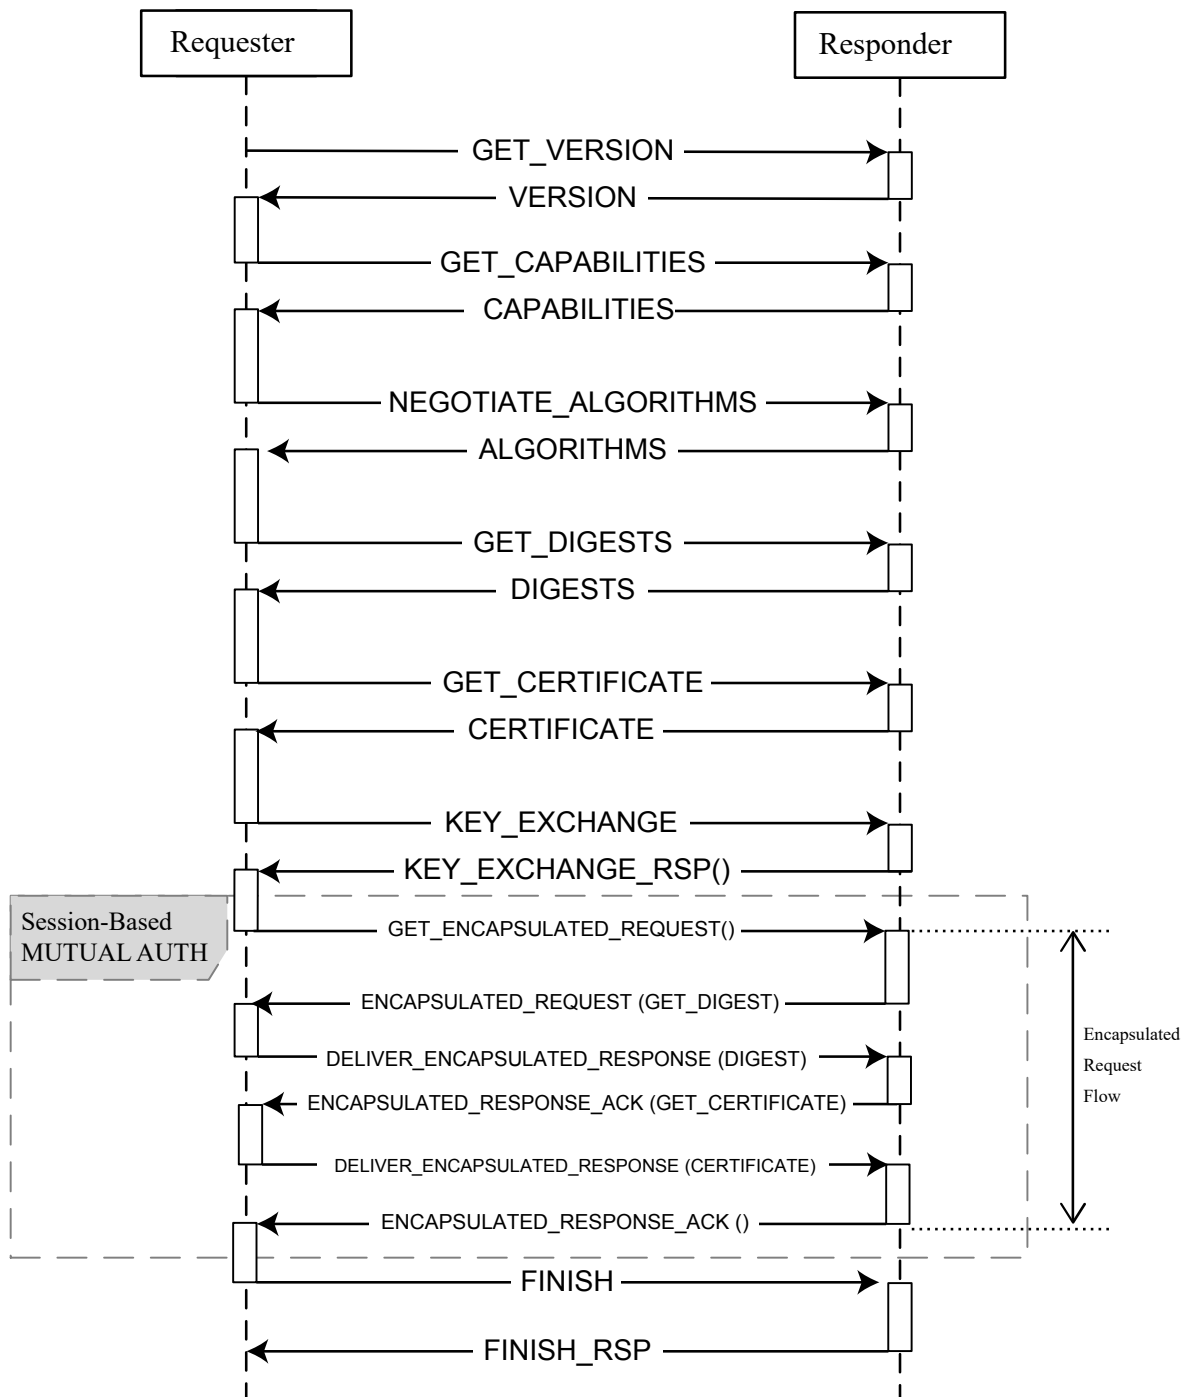 Requester
Responder
GET_VERSION
VERSION
GET_CAPABILITIES
CAPABILITIES
NEGOTIATE_ALGORITHMS
ALGORITHMS
GET_DIGESTS
DIGESTS
GET_CERTIFICATE
CERTIFICATE
KEY_EXCHANGE
KEY_EXCHANGE_RSP()
Session-Based
MUTUAL AUTH
GET_ENCAPSULATED_REQUEST()
ENCAPSULATED_REQUEST (GET_DIGEST)
Encapsulated
Request
Flow
DELIVER_ENCAPSULATED_RESPONSE (DIGEST)
ENCAPSULATED_RESPONSE_ACK (GET_CERTIFICATE)
DELIVER_ENCAPSULATED_RESPONSE (CERTIFICATE)
ENCAPSULATED_RESPONSE_ACK ()
FINISH
FINISH_RSP